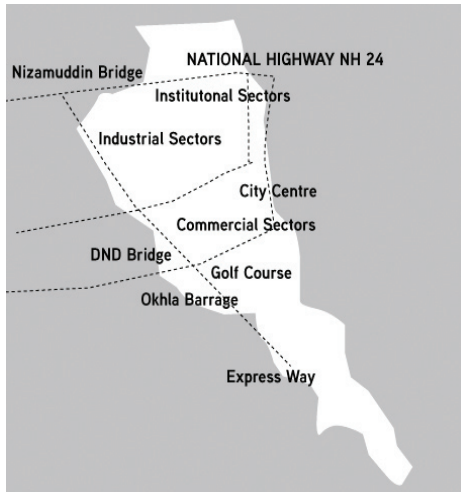 NATIONAL HIGHWAY NH 24
Nizamuddin Bridge
Institutonal Sectors
Industrial Sectors
City Centre
Commercial Sectors
DND Bridge
Golf Course
Okhla Barrage
Express Way